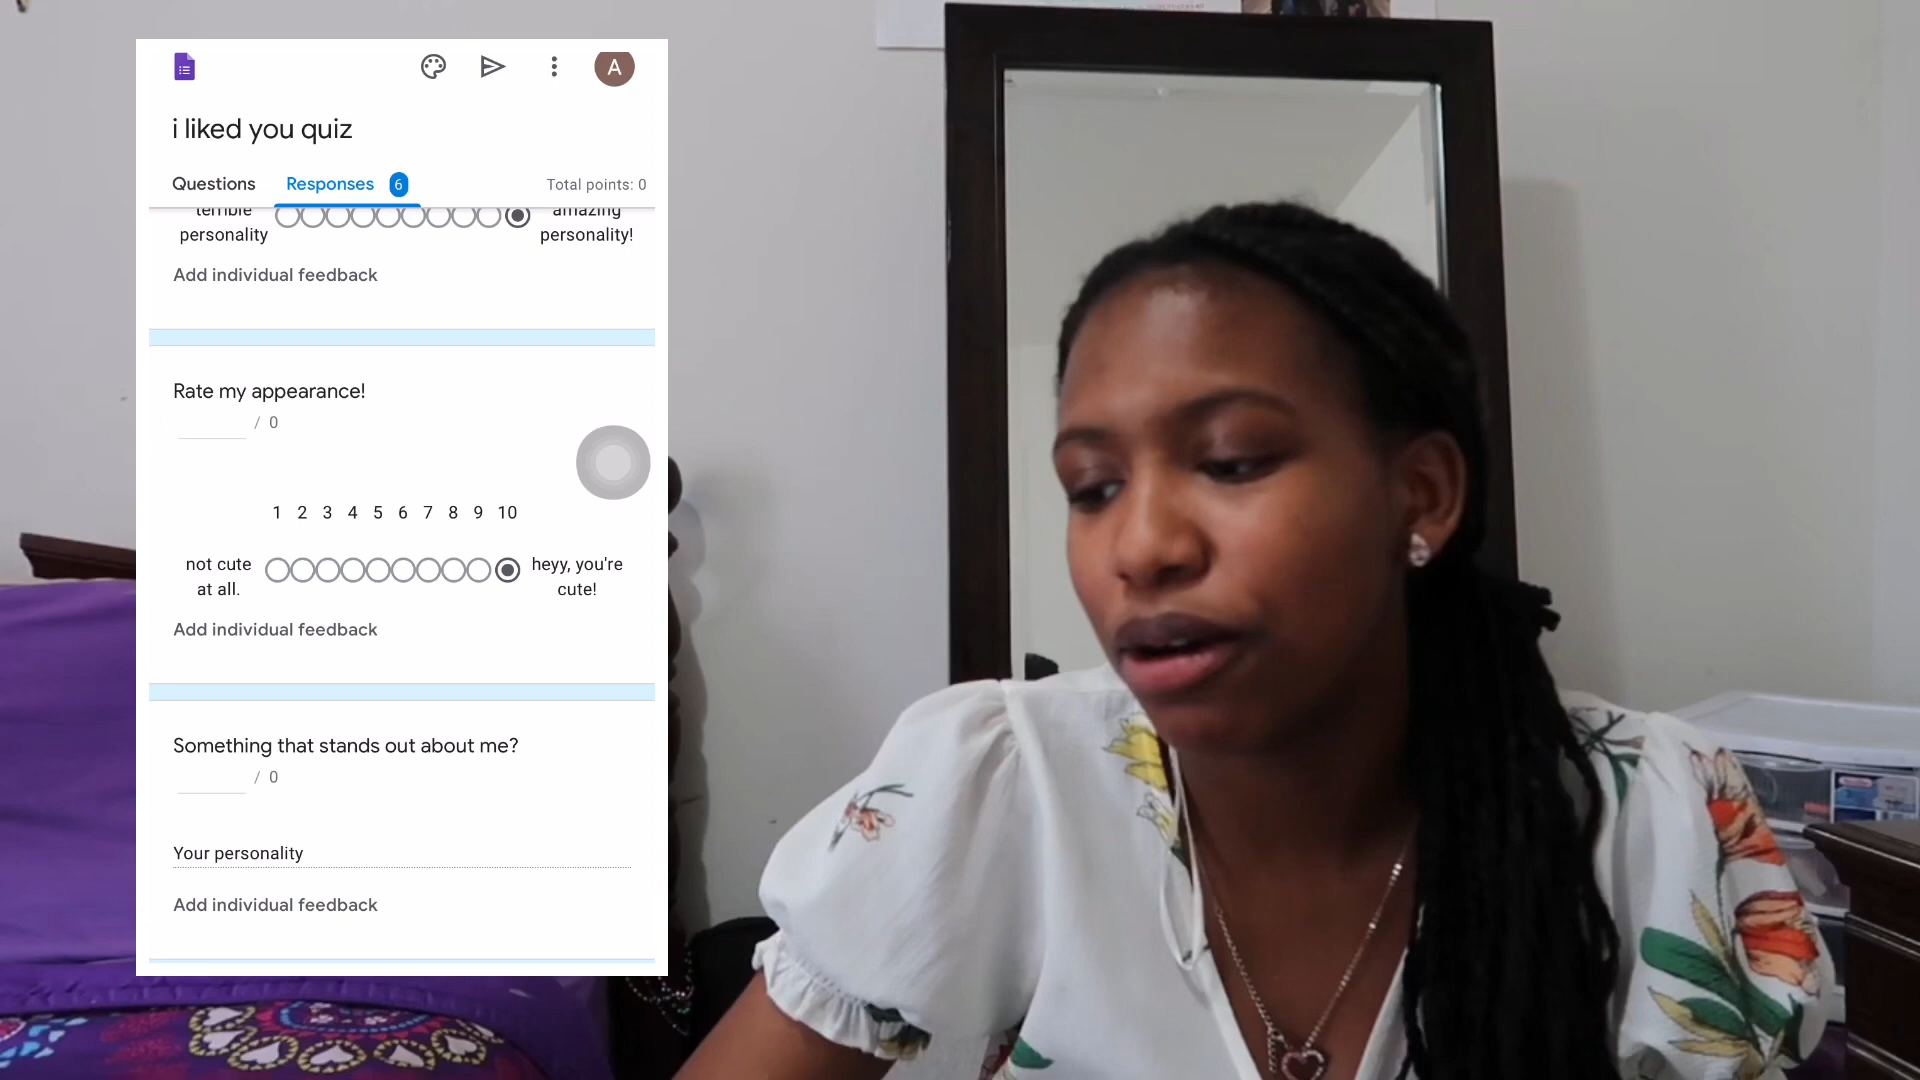 A
i liked you quiz
Questions Responses 6 Total points: 0
terrible amazing
personality personality!
Add individual feedback
Rate my appearance!
/ 0
1 2 3 4 5 6 7 8 9 10
not cute heyy, you're
at all. cute!
Add individual feedback
Something that stands out about me?
/ 0
Your personality
Add individual feedback